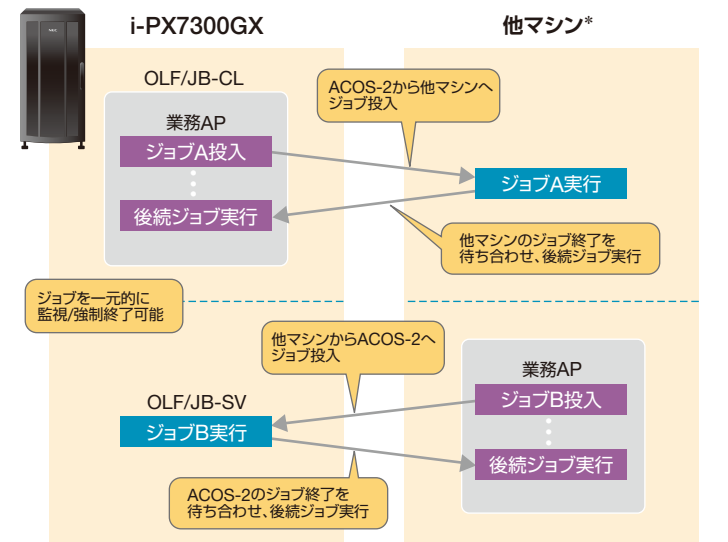 i-PX7300GX
他マシン*
NEC
OLF/JB-CL
ACOS-2から他マシンへ
ジョブ投入
業務AP
ジョブA投入
ジョブA実行
後続ジョブ実行
他マシンのジョブ終了を
待ち合わせ、後続ジョブ実行
ジョブを一元的に
監視/強制終了可能
他マシンからACOS-2へ
ジョブ投入
業務AP
OLF/JB-SV
ジョブB投入
ジョブB実行
後続ジョブ実行
ACOS-2のジョブ終了を
待ち合わせ、後続ジョブ実行